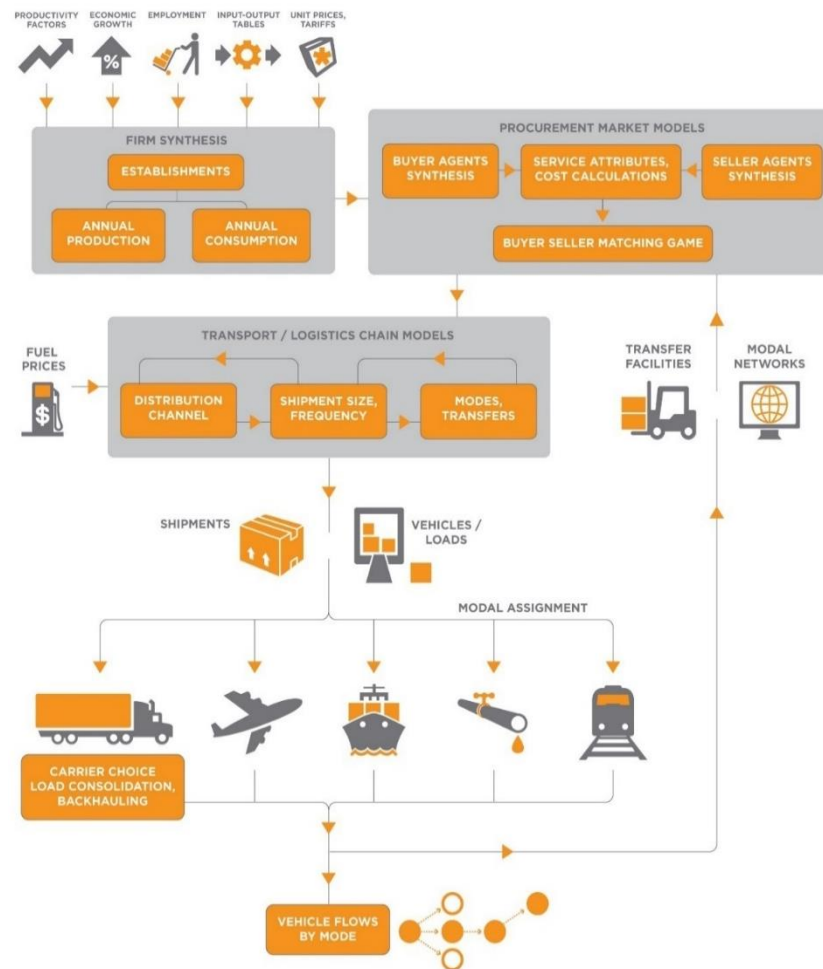 PRODUCTIVITY
FACTORS
ECONOMIC
GROWTH
EMPLOYMENT
INPUT-OUTPUT
TABLES
UNIT PRICES,
TARIFFS
%
FIRM SYNTHESIS
ESTABLISHMENTS
ANNUAL
PRODUCTION
ANNUAL
CONSUMPTION
PROCUREMENT MARKET MODELS
BUYER AGENTS
SYNTHESIS
SERVICE ATTRIBUTES,
COST CALCULATIONS
SELLER AGENTS
SYNTHESIS
BUYER SELLER MATCHING GAME
FUEL
PRICES
$
TRANSPORT / LOGISTICS CHAIN MODELS
DISTRIBUTION
CHANNEL
SHIPMENT SIZE,
FREQUENCY
MODES,
TRANSFERS
TRANSFER
FACILITIES
MODAL
NETWORKS
SHIPMENTS
VEHICLES /
LOADS
MODAL ASSIGNMENT
CARRIER CHOICE
LOAD CONSOLIDATION,
BACKHAULING
VEHICLE FLOWS
BY MODE